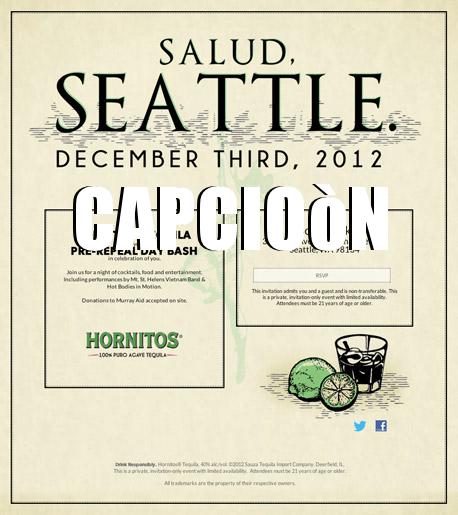 SALUD,
SEATTLE.
DECEMBER THIRD, 2012
CAPCIOòN
PRE-REPEAL DAY BASH
in celebration of you.
Join us for a night of cocktails, food and entertainment.
Including performances by Mt. St. Helens Vietnam Band &
Hot Bodies in Motion.
Donations to Murray Aid accepted on site.
HORNITOS®
100% PURO AGAVE TEQUILA
Seattle, WA 98134
RSVP
This invitation admits you and a guest and is non-transferable. This
is a private, invitation-only event with limited availability.
Attendees must be 21 years of age or older.
Drink Responsibly. Hornitos® Tequila, 40% alc./vol. ©2012 Sauza Tequila Import Company, Deerfield, IL.
This is a private, invitation-only event with limited availability. Attendees must be 21 years of age or older.
All trademarks are the property of their respective owners.